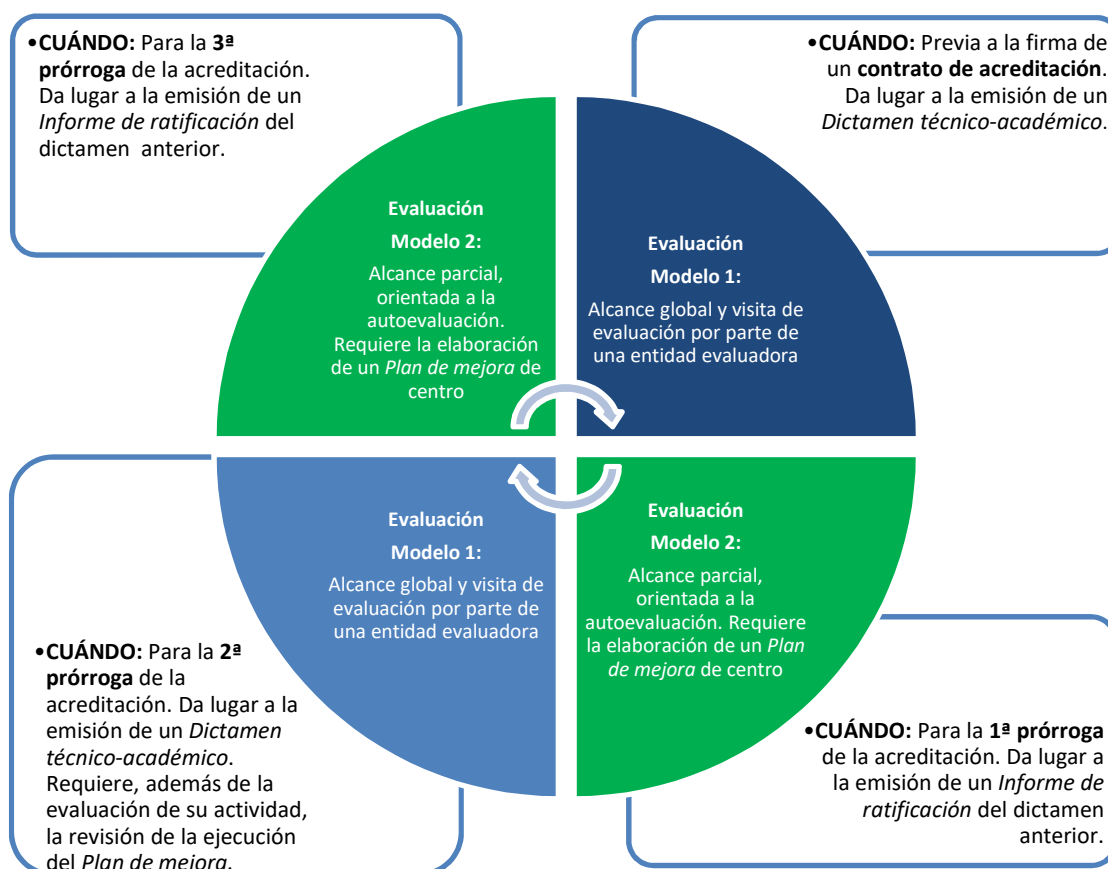 •CUÁNDO: Para la 3ª
prórroga de la acreditación.
Da lugar a la emisión de un
Informe de ratificación del
dictamen anterior.
•CUÁNDO: Previa a la firma de
un contrato de acreditación.
Da lugar a la emisión de un
Dictamen técnico-académico.
Evaluación
Modelo 2:
Alcance parcial,
orientada a la
autoevaluación.
Requiere la elaboración
de un Plan de mejora de
centro
Evaluación
Modelo 1:
Alcance global y visita de
evaluación por parte de
una entidad evaluadora
Evaluación
Modelo 1:
Alcance global y visita de
evaluación por parte de
una entidad evaluadora
Evaluación
Modelo 2:
Alcance parcial,
orientada a la
autoevaluación. Requiere
la elaboración de un Plan
de mejora de centro
•CUÁNDO: Para la 2ª
prórroga de la
acreditación. Da lugar a la
emisión de un Dictamen
técnico-académico.
Requiere, además de la
evaluación de su actividad,
la revisión de la ejecución
del Plan de mejora.
•CUÁNDO: Para la 1ª prórroga
de la acreditación. Da lugar a
la emisión de un Informe de
ratificación del dictamen
anterior.